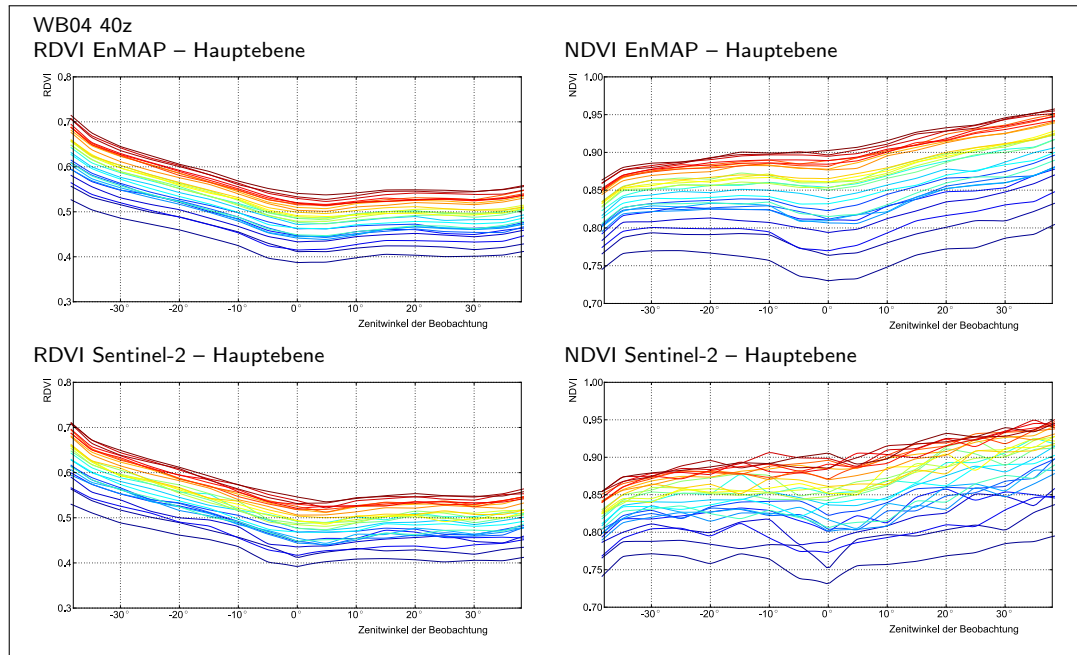 WB04 40z
RDVI EnMAP – Hauptebene
RDVI
0.8
0.7
0.6
0.5
0.4
0.3
-30° -20° -10° 0° 10° 20° 30°
Zenitwinkel der Beobachtung
NDVI EnMAP – Hauptebene
NDVI
1.00
0.95
0.90
0.85
0.80
0.75
0.70
-30° -20° -10° 0° 10° 20° 30°
Zenitwinkel der Beobachtung
RDVI Sentinel-2 – Hauptebene
RDVI
0.8
0.7
0.6
0.5
0.4
0.3
-30° -20° -10° 0° 10° 20° 30°
Zenitwinkel der Beobachtung
NDVI Sentinel-2 – Hauptebene
NDVI
1.00
0.95
0.90
0.85
0.80
0.75
0.70
-30° -20° -10° 0° 10° 20° 30°
Zenitwinkel der Beobachtung